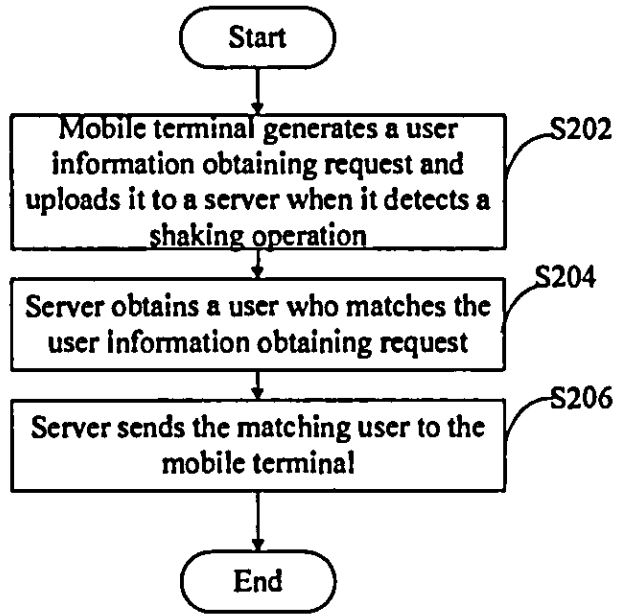 Start
Mobile terminal generates a user
information obtaining request and
uploads it to a server when it detects a
shaking operation
S202
Server obtains a user who matches the
user information obtaining request
S204
Server sends the matching user to the
mobile terminal
S206
End